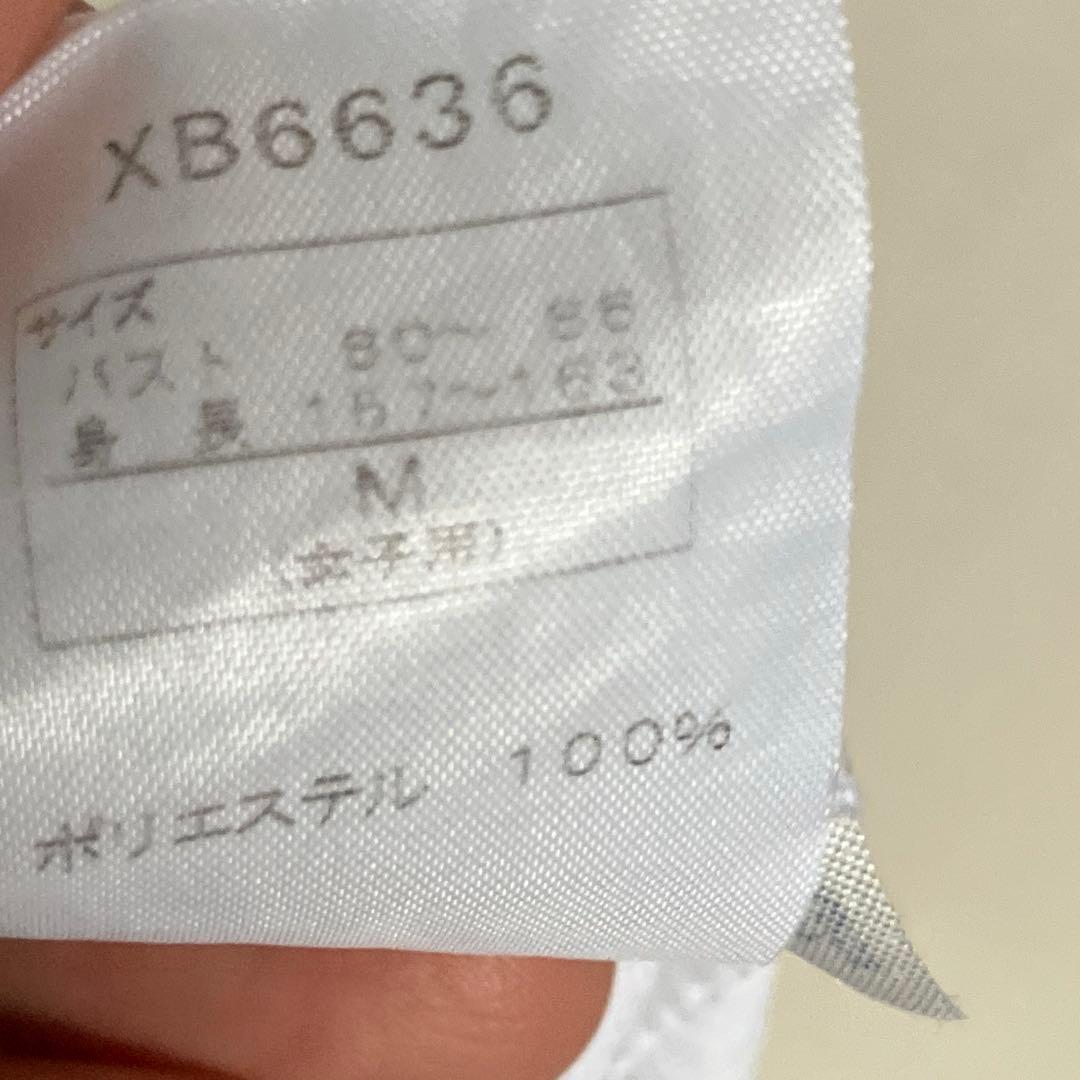 XB6636
サイズ
バスト 80〜 86
身 長 157〜163
M
(女子用)
ポリエステル 100%